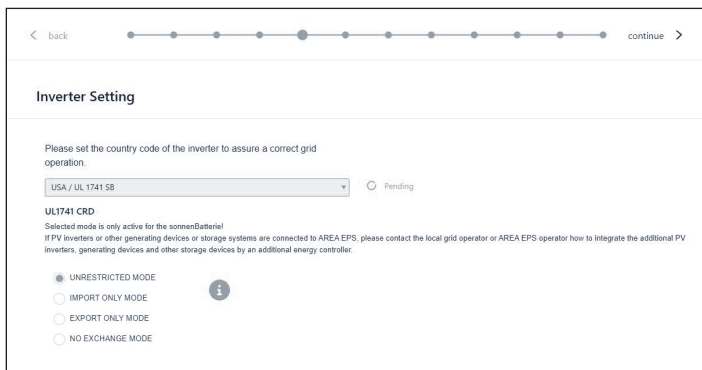 back
continue
Inverter Setting
Please set the country code of the inverter to assure a correct grid
operation.
USA / UL 1741 SB
Pending
UL1741 CRD
Selected mode is only active for the sonnenBatterie!
If PV inverters or other generating devices or storage systems are connected to AREA EPS, please contact the local grid operator or AREA EPS operator how to integrate the additional PV
inverters, generating devices and other storage devices by an additional energy controller.
UNRESTRICTED MODE
i
IMPORT ONLY MODE
EXPORT ONLY MODE
NO EXCHANGE MODE